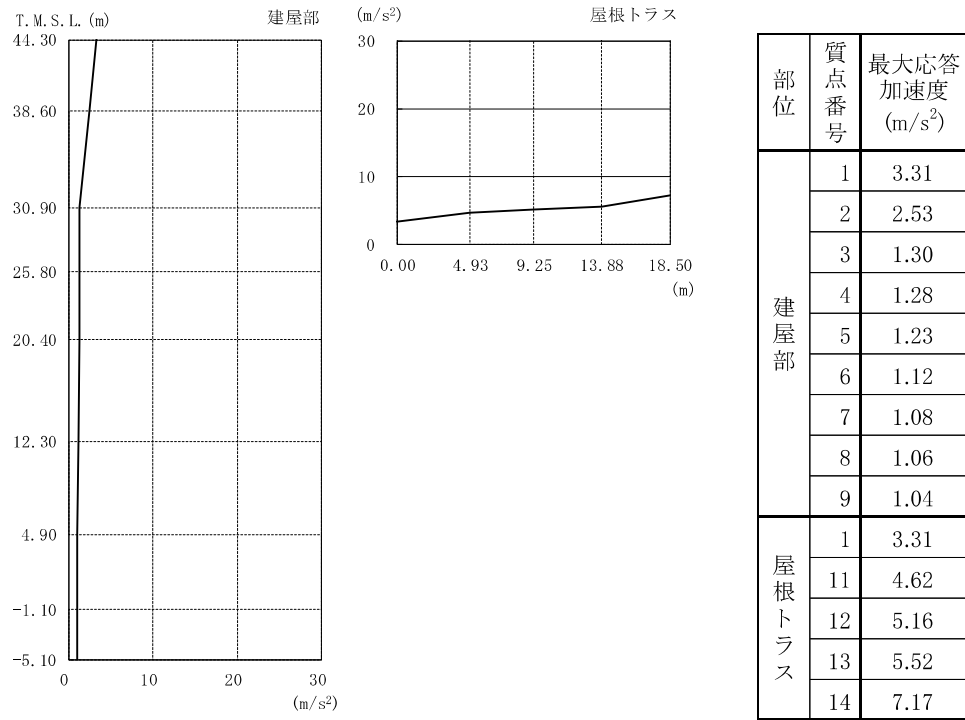 T.M.S.L.(m) 建屋部
44.30
38.60
30.90
25.80
20.40
12.30
4.90
-1.10
-5.10
0 10 20 30
(m/s²)
(m/s²) 屋根トラス
30
20
10
0
0.00 4.93 9.25 13.88 18.50
(m)
部位 質点番号 最大応答加速度(m/s²)
建屋部 1 3.31
2 2.53
3 1.30
4 1.28
5 1.23
6 1.12
7 1.08
8 1.06
9 1.04
屋根トラス 1 3.31
11 4.62
12 5.16
13 5.52
14 7.17